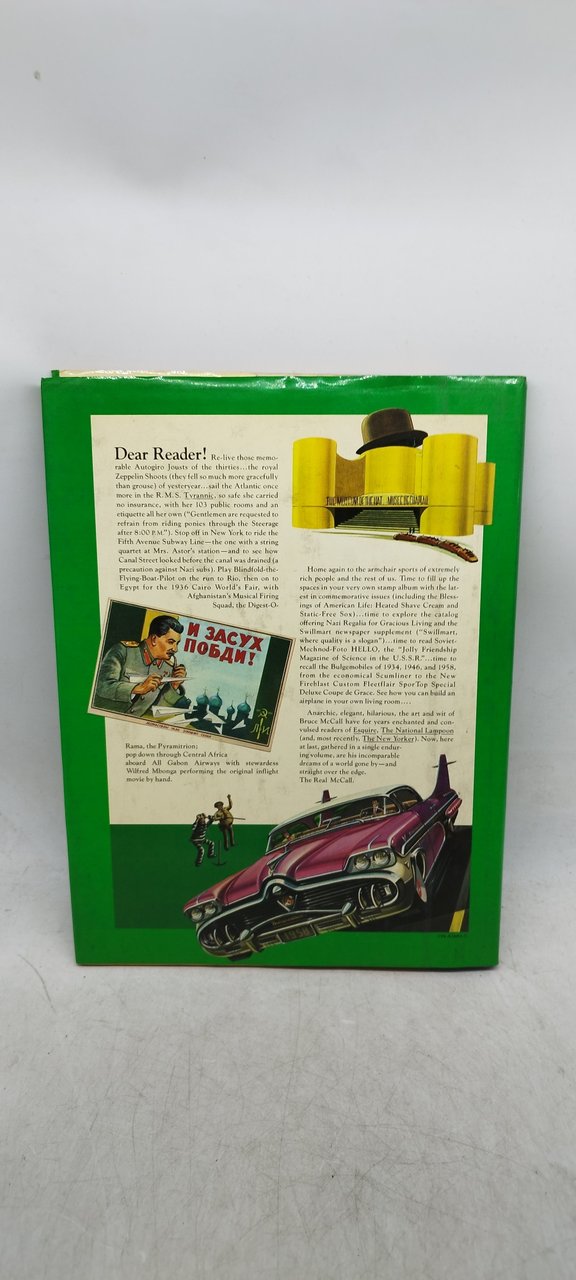 Dear Reader! Re-live those memo-
rable Autogiro Jousts of the thirties...the royal
Zeppelin Shoots (they fell so much more gracefully
than grouse) of yesteryear...sail the Atlantic once
more in the R.M.S. Tyrannic, so safe she carried
no insurance, with her 103 public rooms and an
etiquette all her own ("Gentlemen are requested to
refrain from riding ponies through the Steerage
after 8:00 P.M."). Stop off in New York to ride the
Fifth Avenue Subway Line—the one with a string
quartet at Mrs. Astor's station—and to see how
Canal Street looked before the canal was drained (a
precaution against Nazi subs). Play Blindfold-the-
Flying-Boat-Pilot on the run to Rio, then on to
Egypt for the 1936 Cairo World's Fair, with
Afghanistan's Musical Firing
Squad, the Digest-O-
И ЗАСУХ
ПОБДИ!
Rama, the Pyramitrion;
pop down through Central Africa
aboard All Gabon Airways with stewardess
Wilfred Mbonga performing the original inflight
movie by hand.
THE MUSEUM OF THE HAT
Home again to the armchair sports of extremely
rich people and the rest of us. Time to fill up the
spaces in your very own stamp album with the lat-
est in commemorative issues (including the Bless-
ings of American Life: Heated Shave Cream and
Static-Free Sox)...time to explore the catalog
offering Nazi Regalia for Gracious Living and the
Swillmart newspaper supplement ("Swillmart,
where quality is a slogan")...time to read Soviet-
Mechnod-Foto HELLO, the "Jolly Friendship
Magazine of Science in the U.S.S.R."...time to
recall the Bulgemobiles of 1934, 1946, and 1958,
from the economical Scumliner to the New
Fireblast Custom Fleetflair SporTop Special
Deluxe Coupe de Grace. See how you can build an
airplane in your own living room....
Anarchic, elegant, hilarious, the art and wit of
Bruce McCall have for years enchanted and con-
vulsed readers of Esquire, The National Lampoon
(and, most recently, The New Yorker). Now, here
at last, gathered in a single endur-
ing volume, are his incomparable
dreams of a world gone by—and
straight over the edge.
The Real McCall.
1958